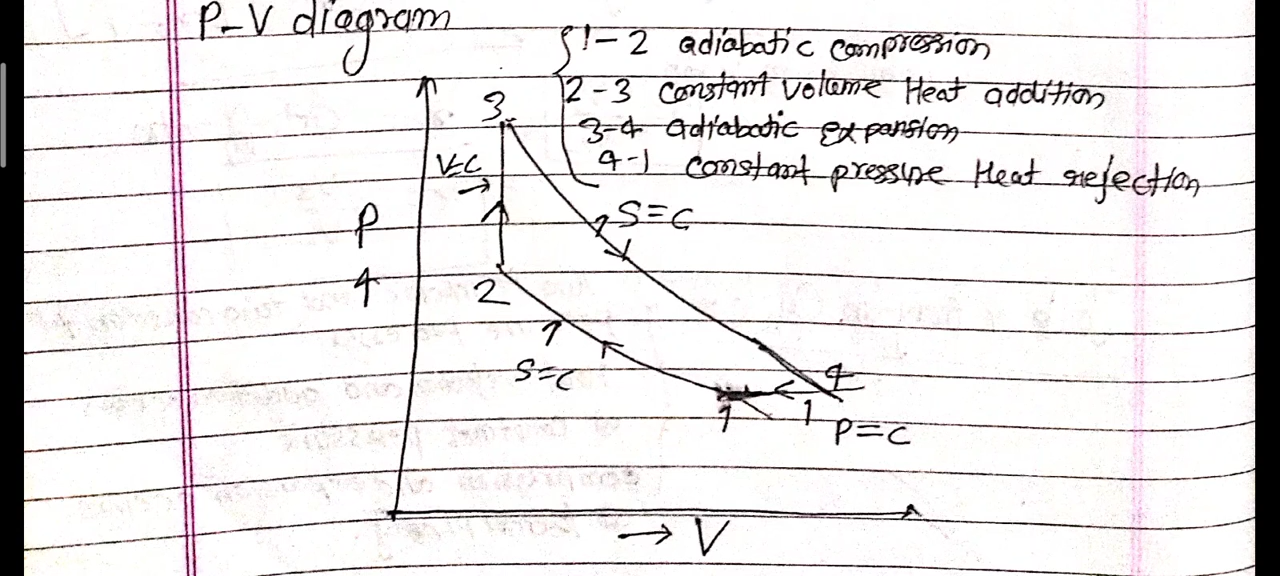 P-V diagram
1-2 adiabatic compression
2-3 constant volume Heat addition
3-4 adiabatic expansion
4-1 constant pressure Heat rejection
3
V=C
S=C
P
2
S=C
4
1
P=C
V